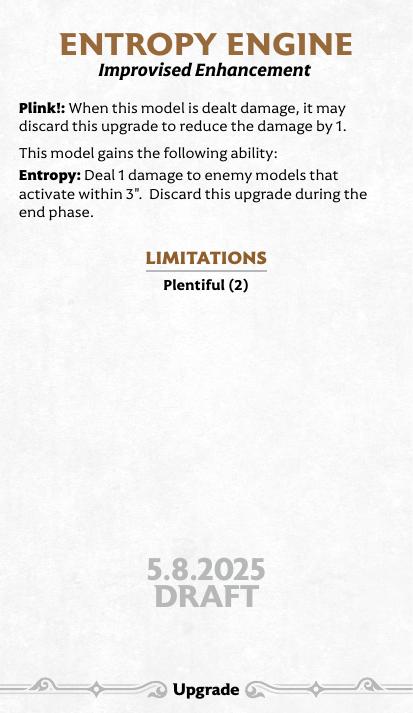 ENTROPY ENGINE
Improvised Enhancement
Plink!: When this model is dealt damage, it may
discard this upgrade to reduce the damage by 1.
This model gains the following ability:
Entropy: Deal 1 damage to enemy models that
activate within 3". Discard this upgrade during the
end phase.
LIMITATIONS
Plentiful (2)
5.8.2025
DRAFT
Upgrade